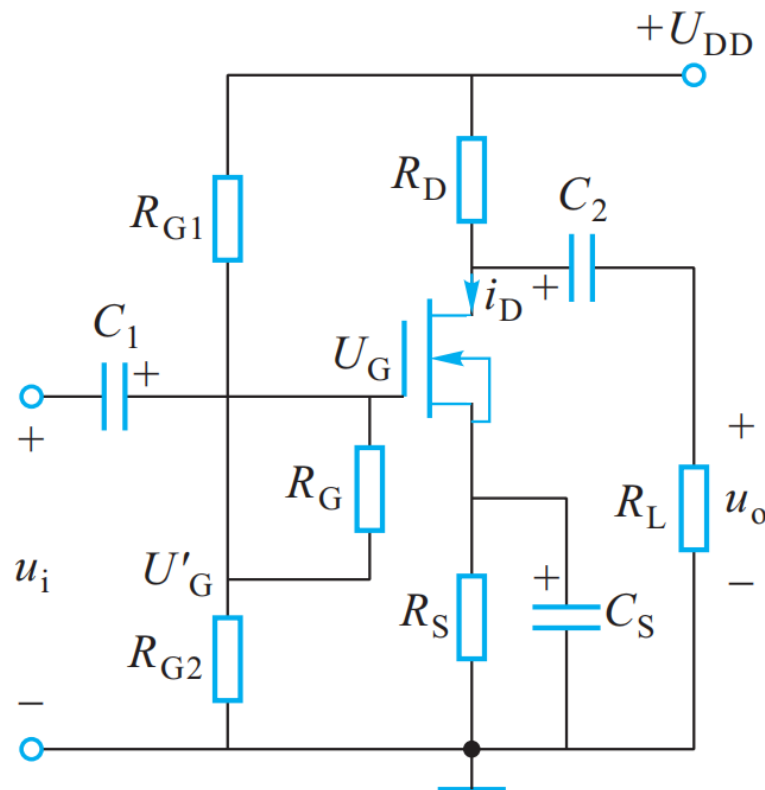 +U_DD
R_D
C_2
R_G1
+
i_D
C_1
+
U_G
+
+
R_G
R_L
u_o
u_i
U'_G
+
−
R_S
C_S
R_G2
−